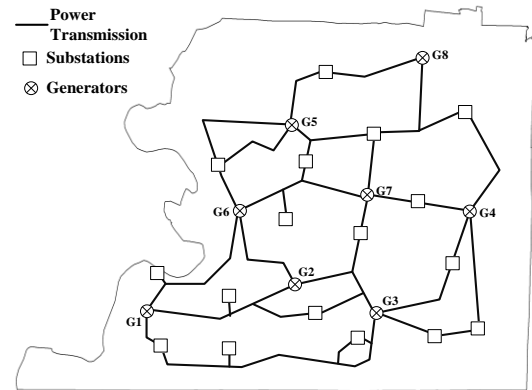 Power
Transmission
Substations
Generators
G8
G5
G7
G6
G4
G2
G3
G1